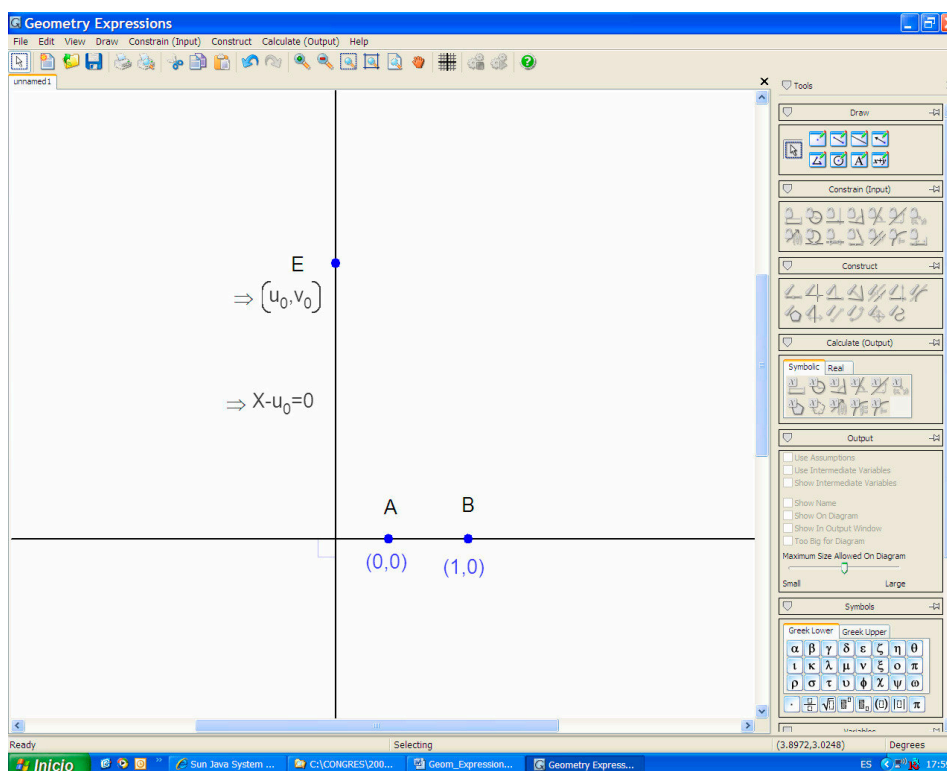 Geometry Expressions
File Edit View Draw Constrain (Input) Construct Calculate (Output) Help
unnamed1
Tools
Draw
Constrain (Input)
Construct
Calculate (Output)
Symbolic Real
Output
Use Assumptions
Use Intermediate Variables
Show Intermediate Variables
Show Name
Show On Diagram
Show In Output Window
Too Big for Diagram
Maximum Size Allowed On Diagram
Small Large
Symbols
Greek Lower Greek Upper
α β γ δ ε ζ η θ
ι κ λ μ ν ξ ο π
ρ σ τ υ φ χ ψ ω
E
⇒ (u₀,v₀)
⇒ X-u₀=0
A B
(0,0) (1,0)
Ready Selecting (3.8972,3.0248) Degrees
Inicio Sun Java System ... C:\CONGRES\200... Geom_Expression... Geometry Express... ES 17:5